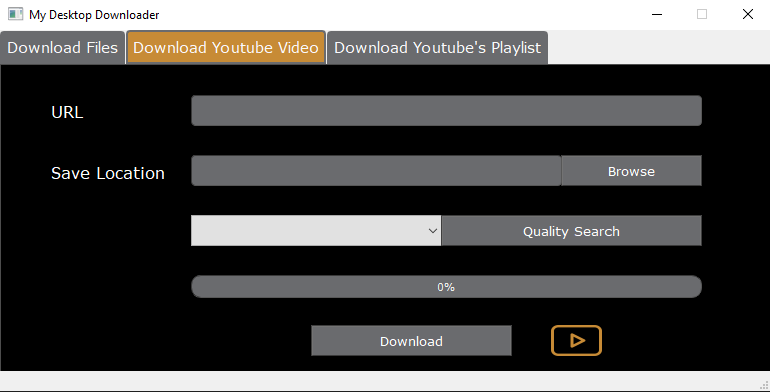 My Desktop Downloader
Download Files
Download Youtube Video
Download Youtube's Playlist
URL
Save Location
Browse
Quality Search
0%
Download